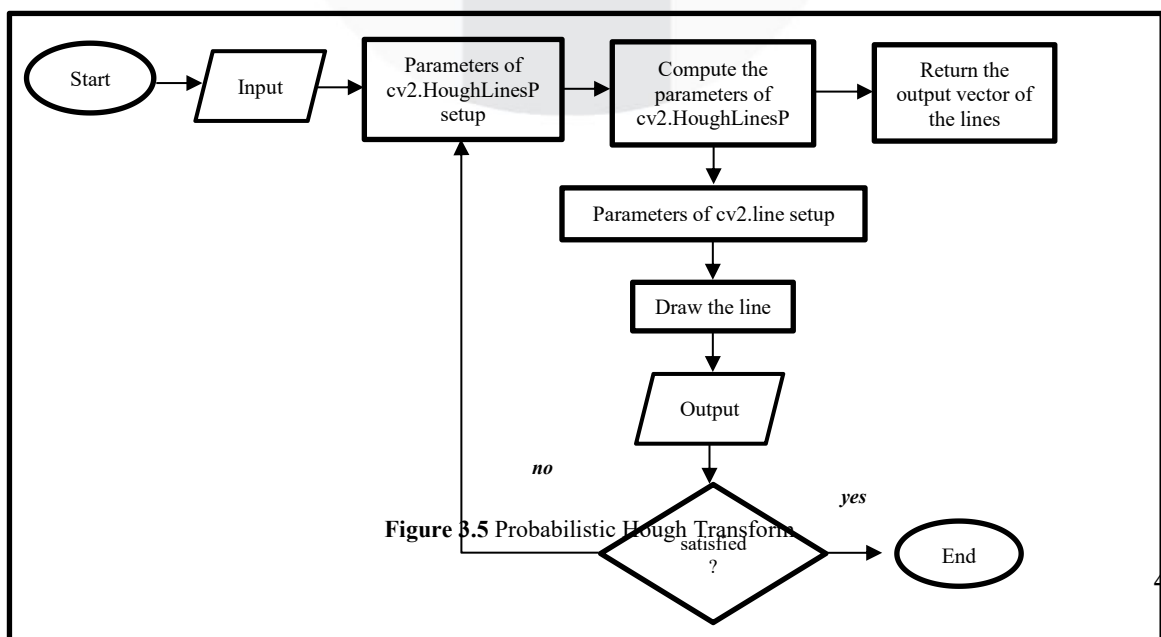 Start
Input
Parameters of
cv2.HoughLinesP
setup
Compute the
parameters of
cv2.HoughLinesP
Return the
output vector of
the lines
Parameters of cv2.line setup
Draw the line
Output
no
yes
Figure 3.5 Probabilistic Hough Transform
satisfied
?
End